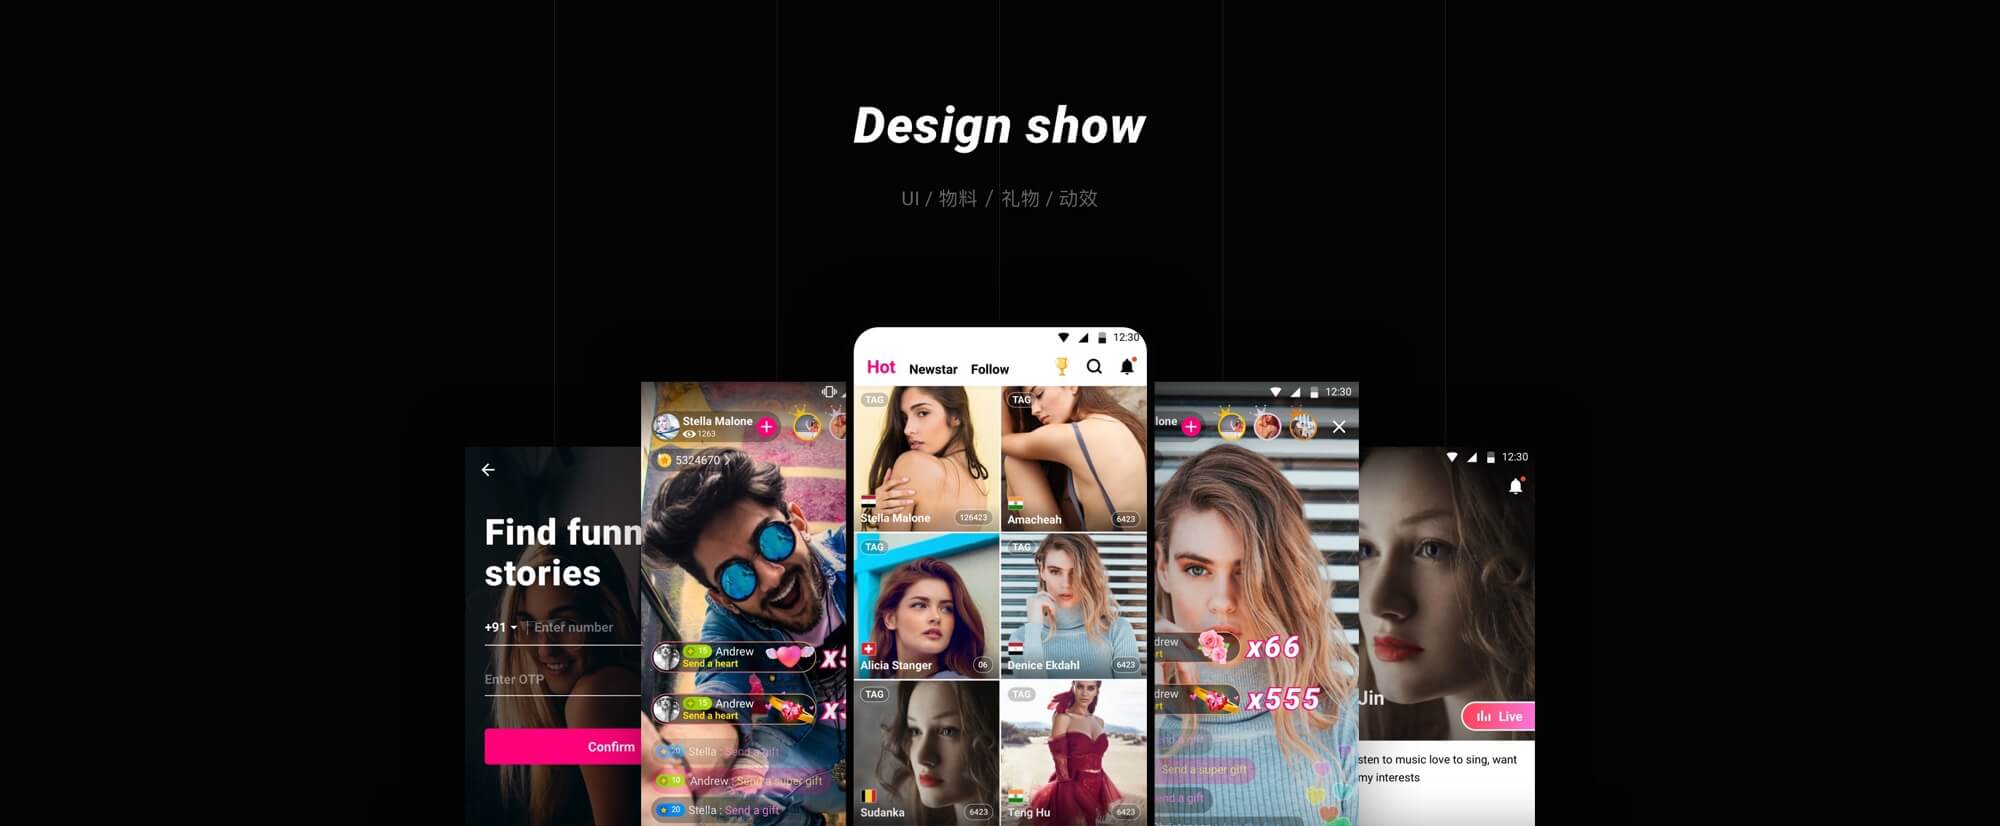 Design show
UI / 物料 / 礼物 / 动效
Find funn
stories
+91
Enter number
Enter OTP
Confirm
Stella Malone
1263
5324670
15 Andrew
Send a heart
x5
15 Andrew
Send a heart
20 Stella : Send a gift
10 Andrew : Send a super gift
20 Stella : Send a gift
12:30
Hot Newstar Follow
TAG
Stella Malone 126423
TAG
Amacheah 6423
TAG
Alicia Stanger 06
TAG
Denice Ekdahl 6423
TAG
Sudanka 6423
TAG
Teng Hu 6423
12:30
lone
drew
rt
x66
drew
rt
x555
end a gift
Send a super gift
end a gift
12:30
Jin
Live
sten to music love to sing, want
my interests